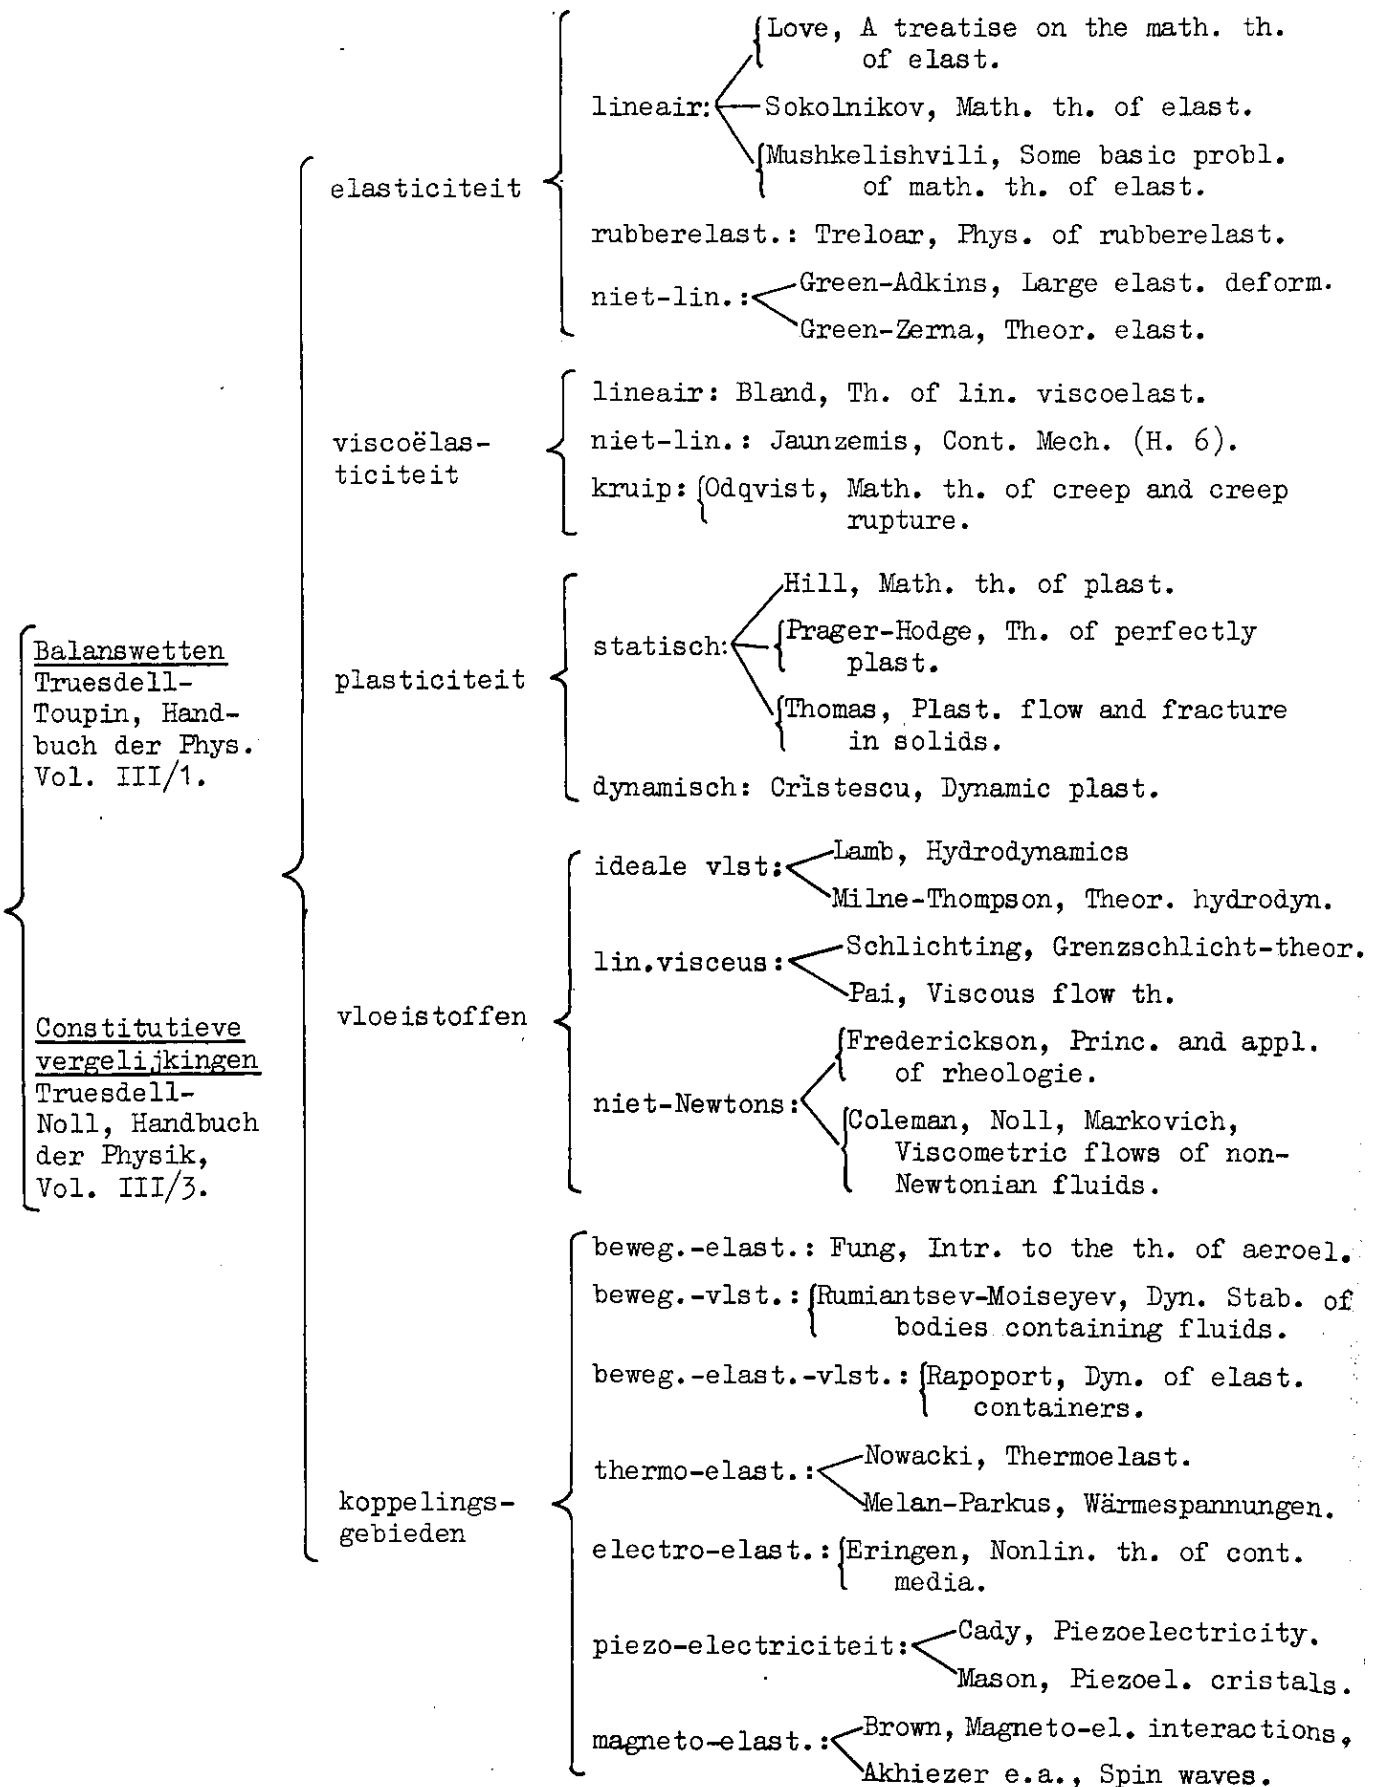 Balanswetten
Truesdell-
Toupin, Hand-
buch der Phys.
Vol. III/1.
Constitutieve
vergelijkingen
Truesdell-
Noll, Handbuch
der Physik,
Vol. III/3.
elasticiteit
lineair:
Love, A treatise on the math. th.
of elast.
Sokolnikov, Math. th. of elast.
Mushkelishvili, Some basic probl.
of math. th. of elast.
rubberelast.: Treloar, Phys. of rubberelast.
niet-lin.:
Green-Adkins, Large elast. deform.
Green-Zerna, Theor. elast.
viscoëlas-
ticiteit
lineair: Bland, Th. of lin. viscoelast.
niet-lin.: Jaunzemis, Cont. Mech. (H. 6).
kruip: Odqvist, Math. th. of creep and creep
rupture.
plasticiteit
statisch:
Hill, Math. th. of plast.
Prager-Hodge, Th. of perfectly
plast.
Thomas, Plast. flow and fracture
in solids.
dynamisch: Cristescu, Dynamic plast.
vloeistoffen
ideale vlst:
Lamb, Hydrodynamics
Milne-Thompson, Theor. hydrodyn.
lin.visceus:
Schlichting, Grenzschlicht-theor.
Pai, Viscous flow th.
niet-Newtons:
Frederickson, Princ. and appl.
of rheologie.
Coleman, Noll, Markovich,
Viscometric flows of non-
Newtonian fluids.
koppelings-
gebieden
beweg.-elast.: Fung, Intr. to the th. of aeroel.
beweg.-vlst.: Rumiantsev-Moiseyev, Dyn. Stab. of
bodies containing fluids.
beweg.-elast.-vlst.: Rapoport, Dyn. of elast.
containers.
thermo-elast.:
Nowacki, Thermoelast.
Melan-Parkus, Wärmespannungen.
electro-elast.: Eringen, Nonlin. th. of cont.
media.
piezo-electriciteit:
Cady, Piezoelectricity.
Mason, Piezoel. cristals.
magneto-elast.:
Brown, Magneto-el. interactions,
Akhiezer e.a., Spin waves.